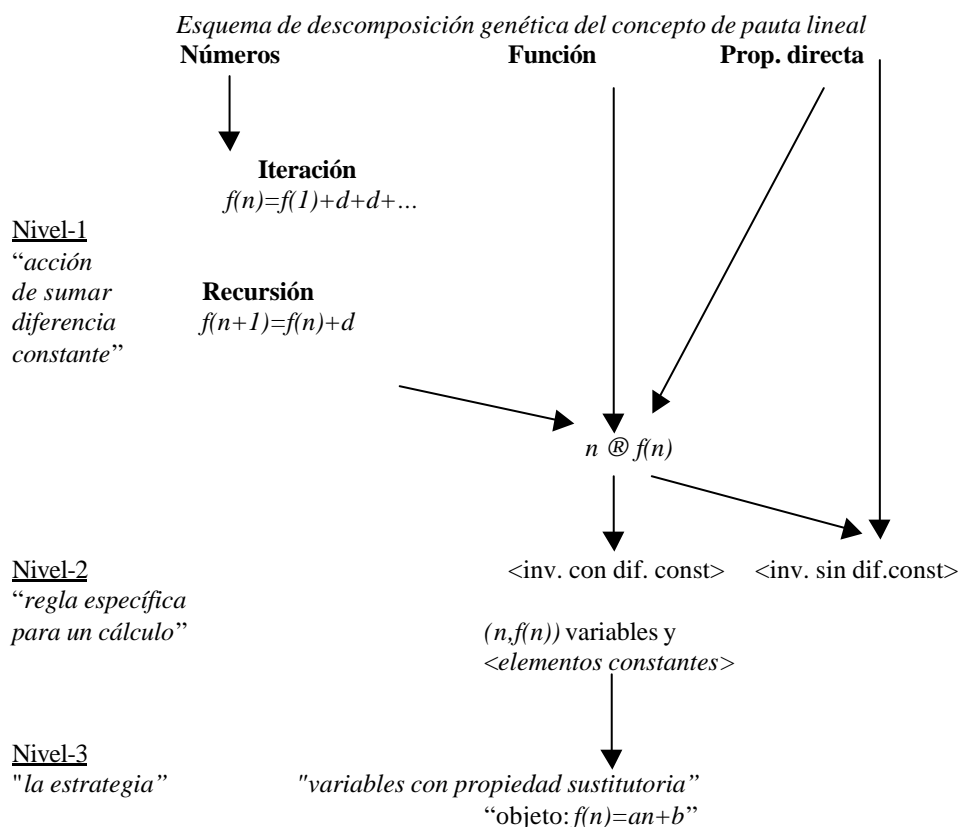 Esquema de descomposición genética del concepto de pauta lineal
Números Función Prop. directa
Iteración
f(n)=f(1)+d+d+...
Nivel-1
“acción
de sumar
diferencia
constante”
Recursión
f(n+1)=f(n)+d
n ® f(n)
Nivel-2
“regla específica
para un cálculo”
<inv. con dif. const> <inv. sin dif.const>
(n,f(n)) variables y
<elementos constantes>
Nivel-3
"la estrategia”
"variables con propiedad sustitutoria”
“objeto: f(n)=an+b”